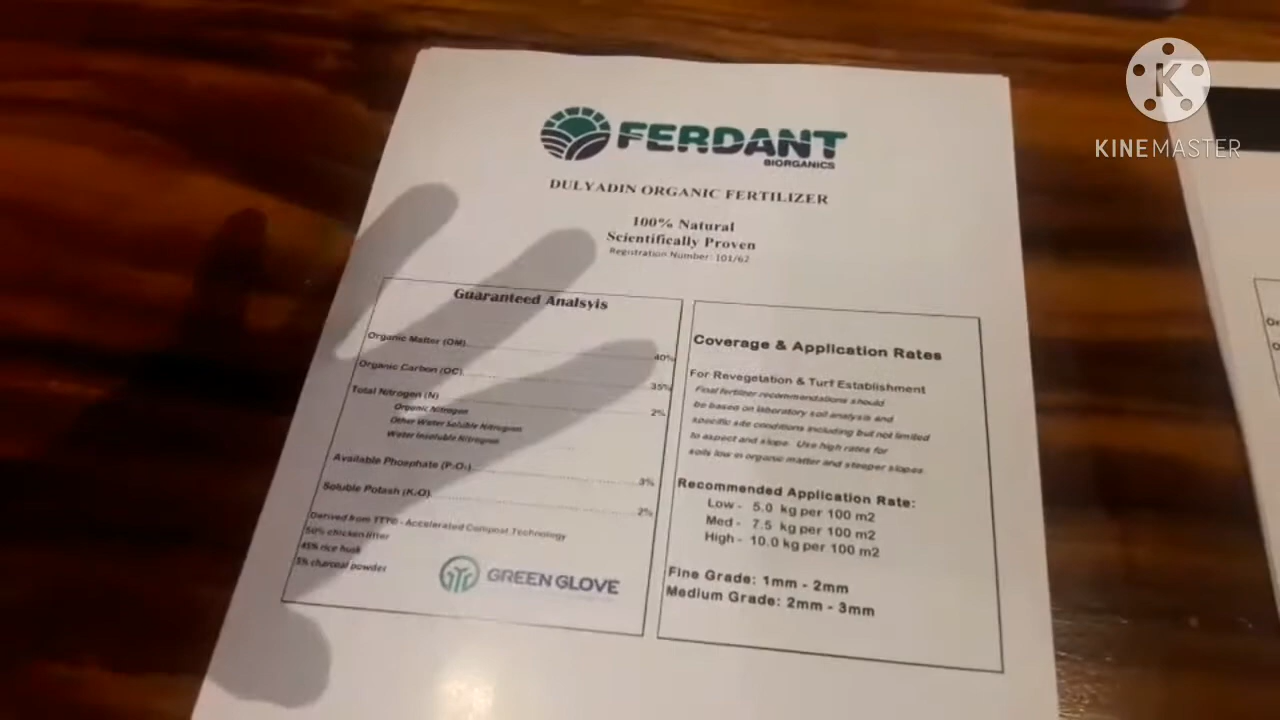 FERDANT
BIORGANICS
DULYADIN ORGANIC FERTILIZER
100% Natural
Scientifically Proven
Registration Number: 101/62
Guaranteed Analsyis
Organic Matter (OM)........................40%
Organic Carbon (OC)........................35%
Total Nitrogen (N) 2%
Organic Nitrogen
Other Water Soluble Nitrogen
Water Insoluble Nitrogen
Available Phosphate (P₂O₅)........................3%
Soluble Potash (K₂O)........................2%
Derived from TTTC - Accelerated Compost Technology
50% chicken litter
45% rice husk
5% charcoal powder
GREEN GLOVE
Coverage & Application Rates
For Revegetation & Turf Establishment
Final fertilizer recommendations should
be based on laboratory soil analysis and
specific site conditions including but not limited
to aspect and slope. Use high rates for
soils low in organic matter and steeper slopes.
Recommended Application Rate:
Low - 5.0 kg per 100 m2
Med - 7.5 kg per 100 m2
High - 10.0 kg per 100 m2
Fine Grade: 1mm - 2mm
Medium Grade: 2mm - 3mm
K
KINEMASTER